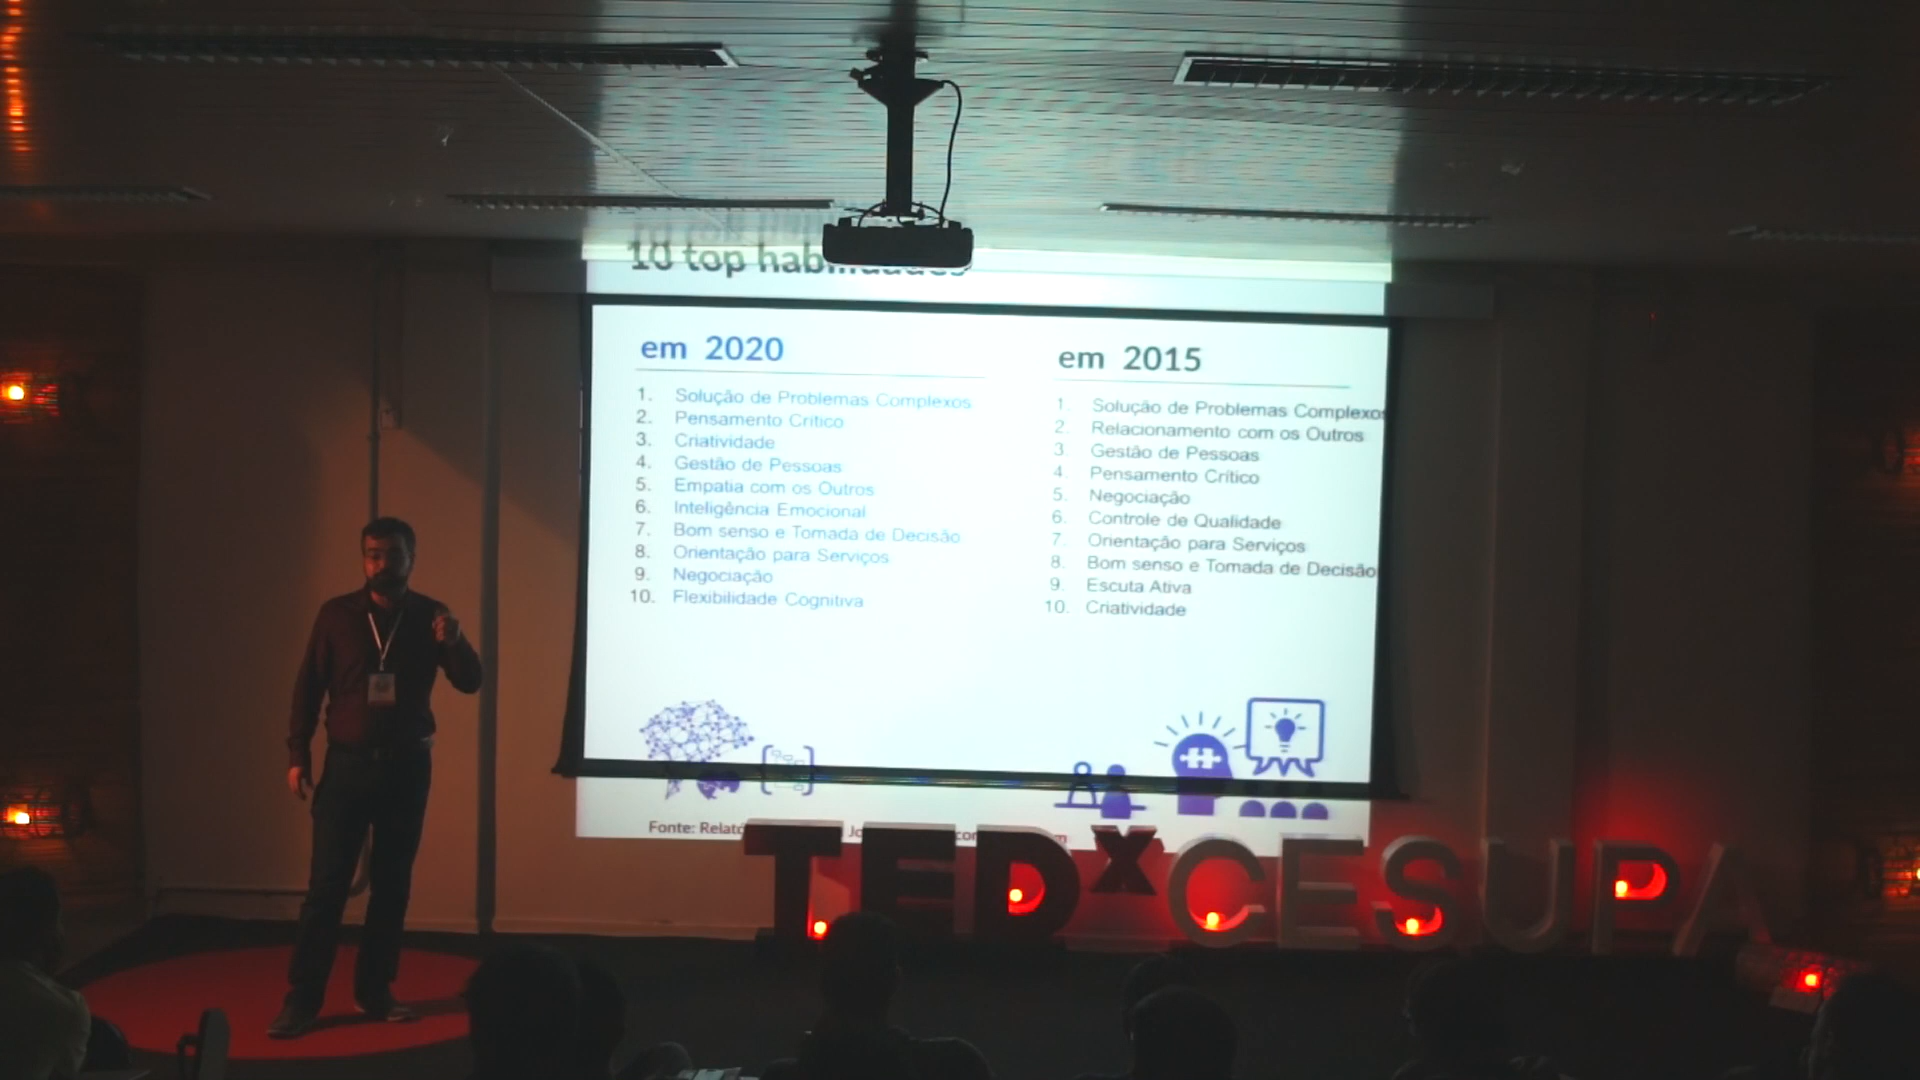 10 top habilidades
em 2020
1. Solução de Problemas Complexos
2. Pensamento Crítico
3. Criatividade
4. Gestão de Pessoas
5. Empatia com os Outros
6. Inteligência Emocional
7. Bom senso e Tomada de Decisão
8. Orientação para Serviços
9. Negociação
10. Flexibilidade Cognitiva
em 2015
1. Solução de Problemas Complexos
2. Relacionamento com os Outros
3. Gestão de Pessoas
4. Pensamento Crítico
5. Negociação
6. Controle de Qualidade
7. Orientação para Serviços
8. Bom senso e Tomada de Decisão
9. Escuta Ativa
10. Criatividade
Fonte:
TEDxCESUPA